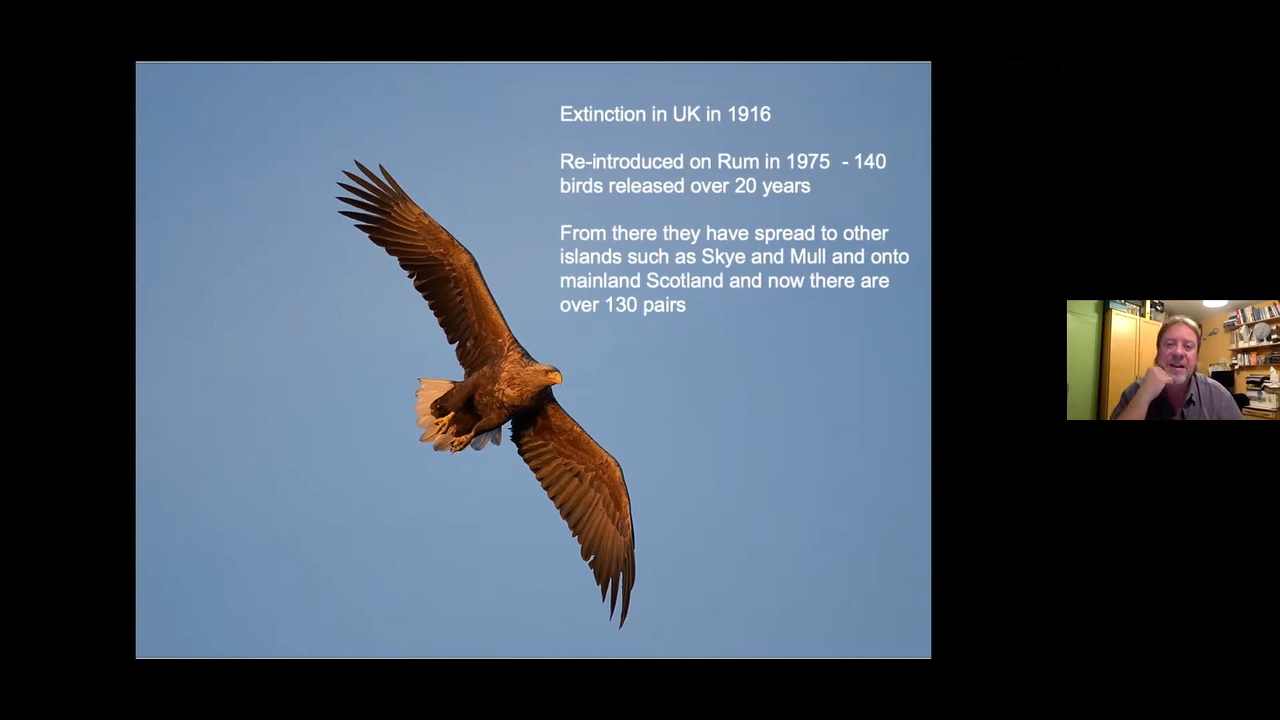 Extinction in UK in 1916
Re-introduced on Rum in 1975  - 140
birds released over 20 years
From there they have spread to other
islands such as Skye and Mull and onto
mainland Scotland and now there are
over 130 pairs